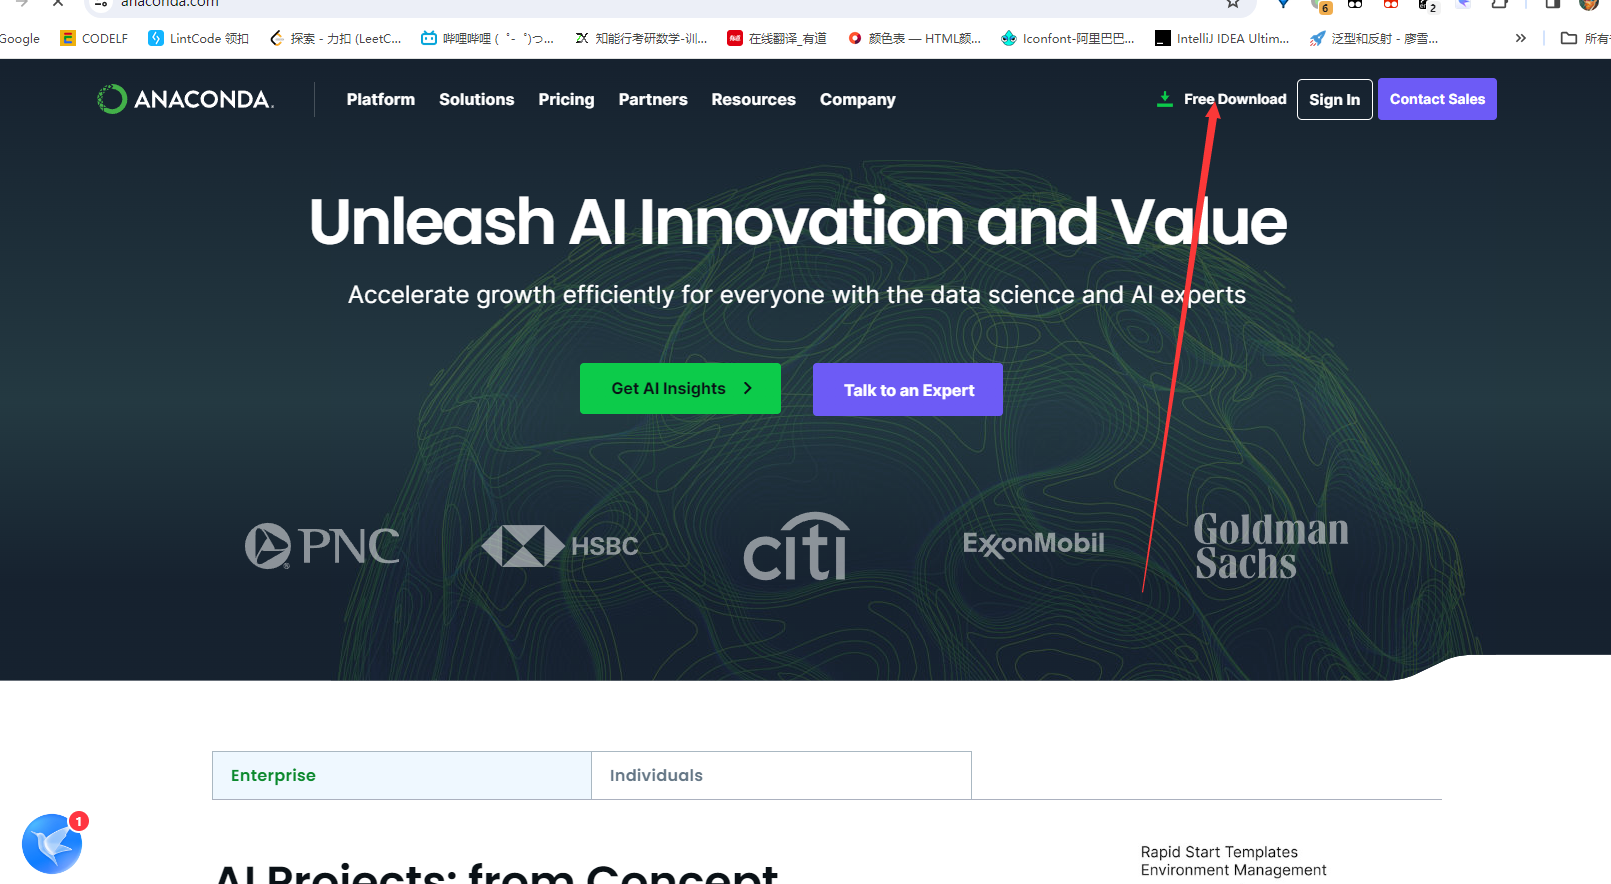 anaconda.com
6
2
Google
CODELF
LintCode 领扣
探索 - 力扣 (LeetC...
哔哩哔哩 (゜-゜)つ...
知能行考研数学-训...
在线翻译_有道
颜色表 — HTML颜...
Iconfont-阿里巴巴...
IntelliJ IDEA Ultim...
泛型和反射 - 廖雪...
所有
ANACONDA.
Platform
Solutions
Pricing
Partners
Resources
Company
Free Download
Sign In
Contact Sales
Unleash AI Innovation and Value
Accelerate growth efficiently for everyone with the data science and AI experts
Get AI Insights
Talk to an Expert
PNC
HSBC
citi
ExxonMobil
Goldman
Sachs
Enterprise
Individuals
1
AI Projects: from Concept
Rapid Start Templates
Environment Management